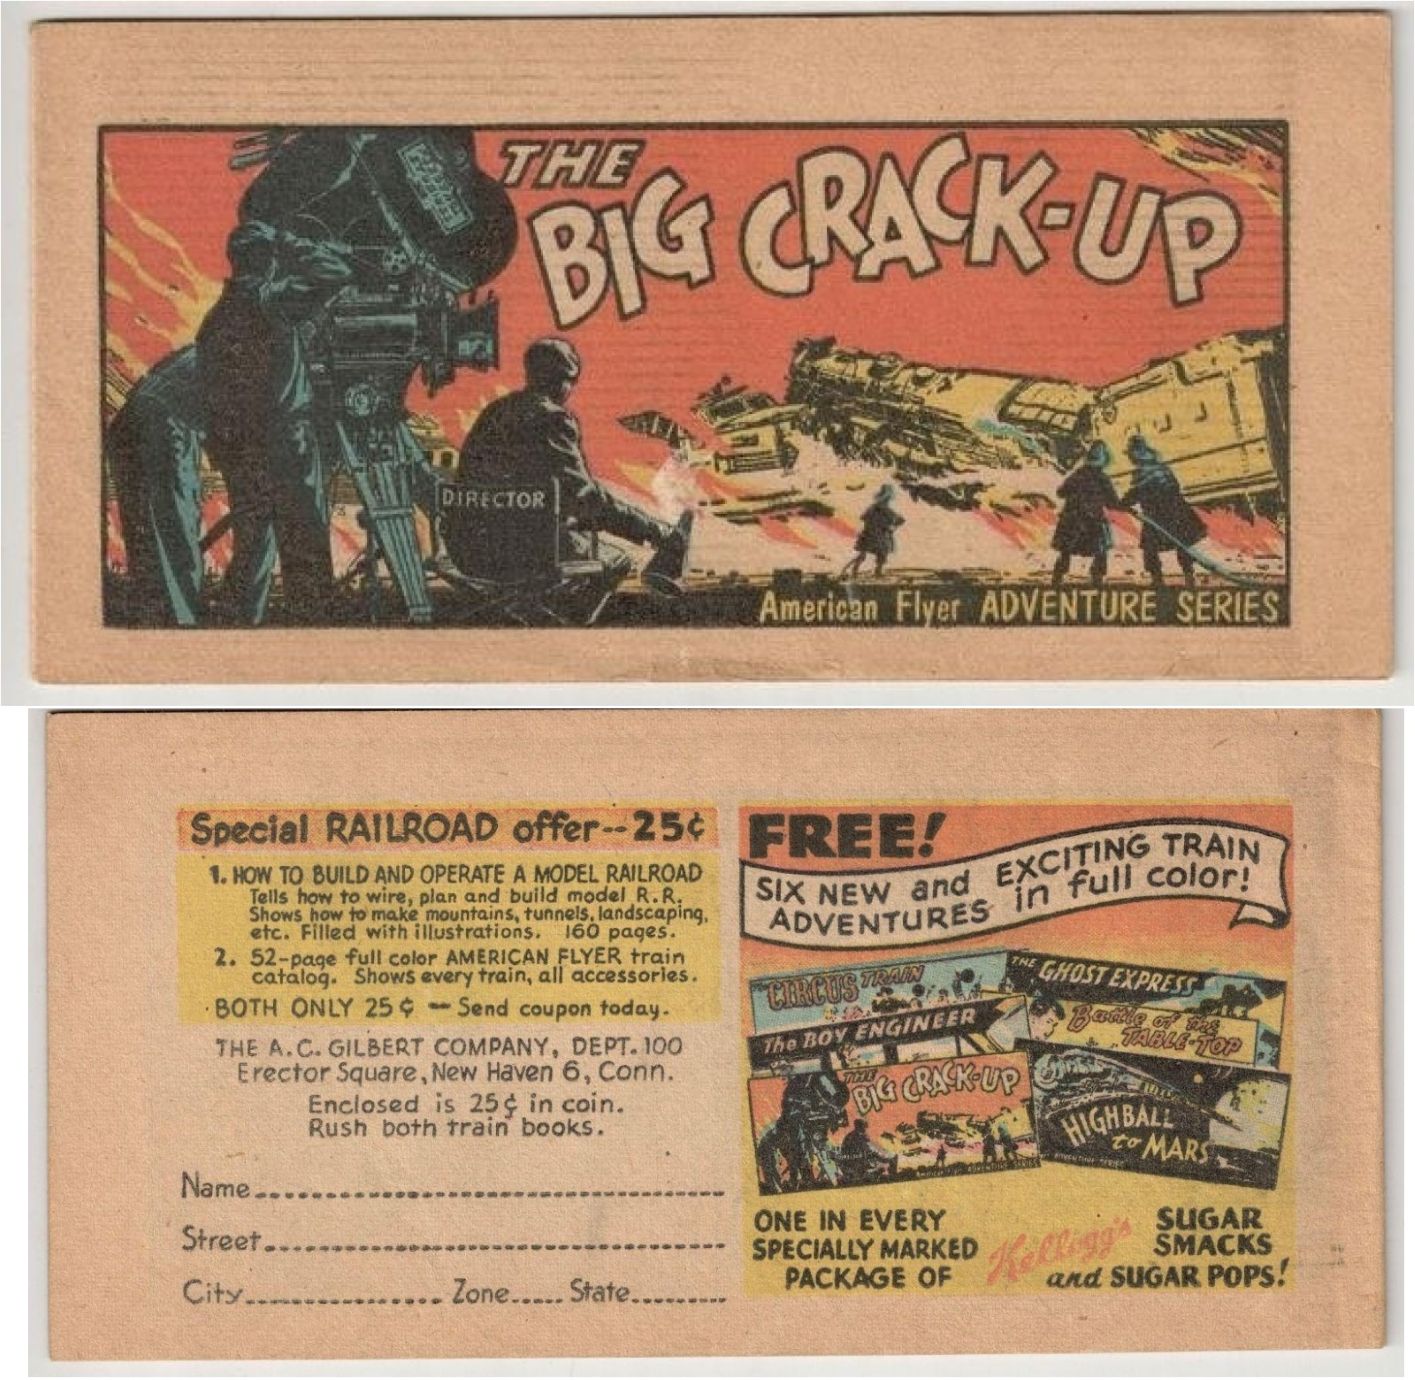 THE
BIG CRACK-UP
DIRECTOR
American Flyer ADVENTURE SERIES
Special RAILROAD offer--25¢
1. HOW TO BUILD AND OPERATE A MODEL RAILROAD
Tells how to wire, plan and build model R.R.
Shows how to make mountains, tunnels, landscaping,
etc. Filled with illustrations. 160 pages.
2. 52-page full color AMERICAN FLYER train
catalog. Shows every train, all accessories.
BOTH ONLY 25¢ -- Send coupon today.
THE A.C. GILBERT COMPANY, DEPT. 100
Erector Square, New Haven 6, Conn.
Enclosed is 25¢ in coin.
Rush both train books.
Name
Street
City Zone State
FREE!
SIX NEW and EXCITING TRAIN
ADVENTURES in full color!
CIRCUS TRAIN
THE GHOST EXPRESS
The BOY ENGINEER
Battle of the
TABLE-TOP
THE
BIG CRACK-UP
ADVENTURE SERIES
HIGHBALL
to MARS
ONE IN EVERY
SPECIALLY MARKED
PACKAGE OF
Kellogg's
SUGAR
SMACKS
and SUGAR POPS!